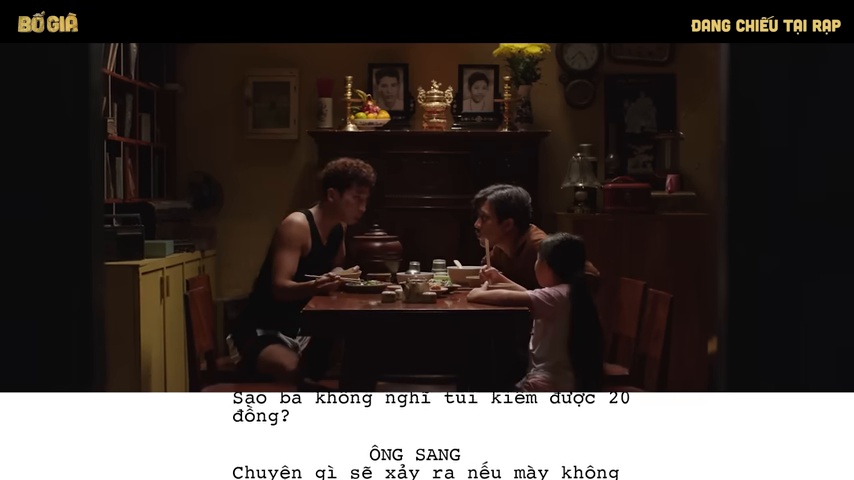 BỐ GIÀ
ĐANG CHIẾU TẠI RẠP
Sao ba không nghĩ tui kiếm được 20
đồng?
ÔNG SANG
Chuyện gì sẽ xảy ra nếu mày không